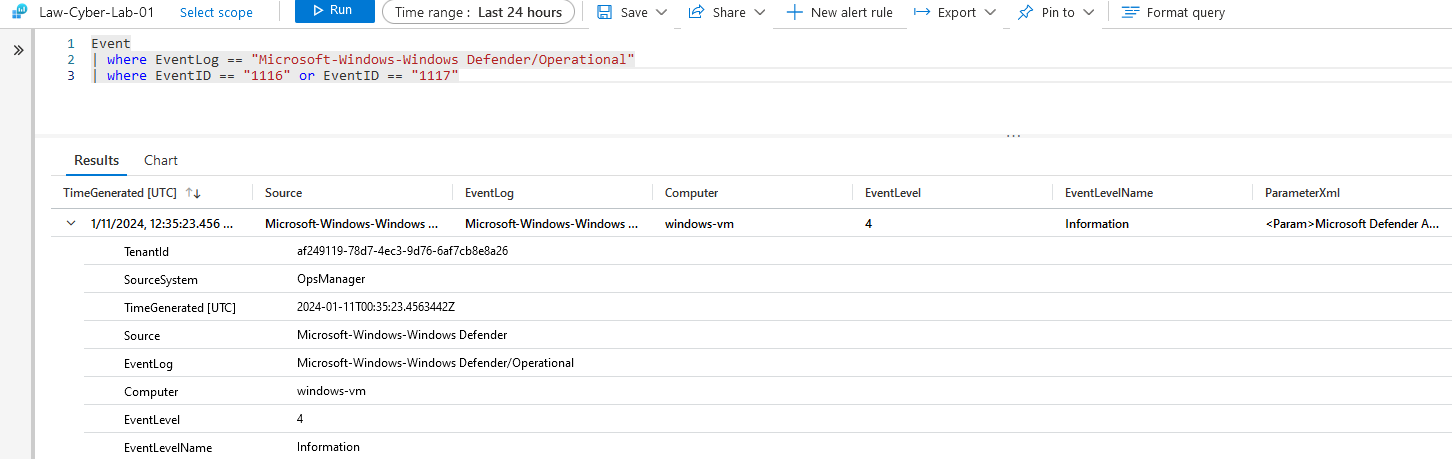 Law-Cyber-Lab-01 Select scope Run Time range : Last 24 hours Save Share New alert rule Export Pin to Format query
1 Event
2 | where EventLog == "Microsoft-Windows-Windows Defender/Operational"
3 | where EventID == "1116" or EventID == "1117"
...
Results Chart
TimeGenerated [UTC] Source EventLog Computer EventLevel EventLevelName ParameterXml
1/11/2024, 12:35:23.456 ... Microsoft-Windows-Windows ... Microsoft-Windows-Windows ... windows-vm 4 Information <Param>Microsoft Defender A...
TenantId af249119-78d7-4ec3-9d76-6af7cb8e8a26
SourceSystem OpsManager
TimeGenerated [UTC] 2024-01-11T00:35:23.4563442Z
Source Microsoft-Windows-Windows Defender
EventLog Microsoft-Windows-Windows Defender/Operational
Computer windows-vm
EventLevel 4
EventLevelName Information